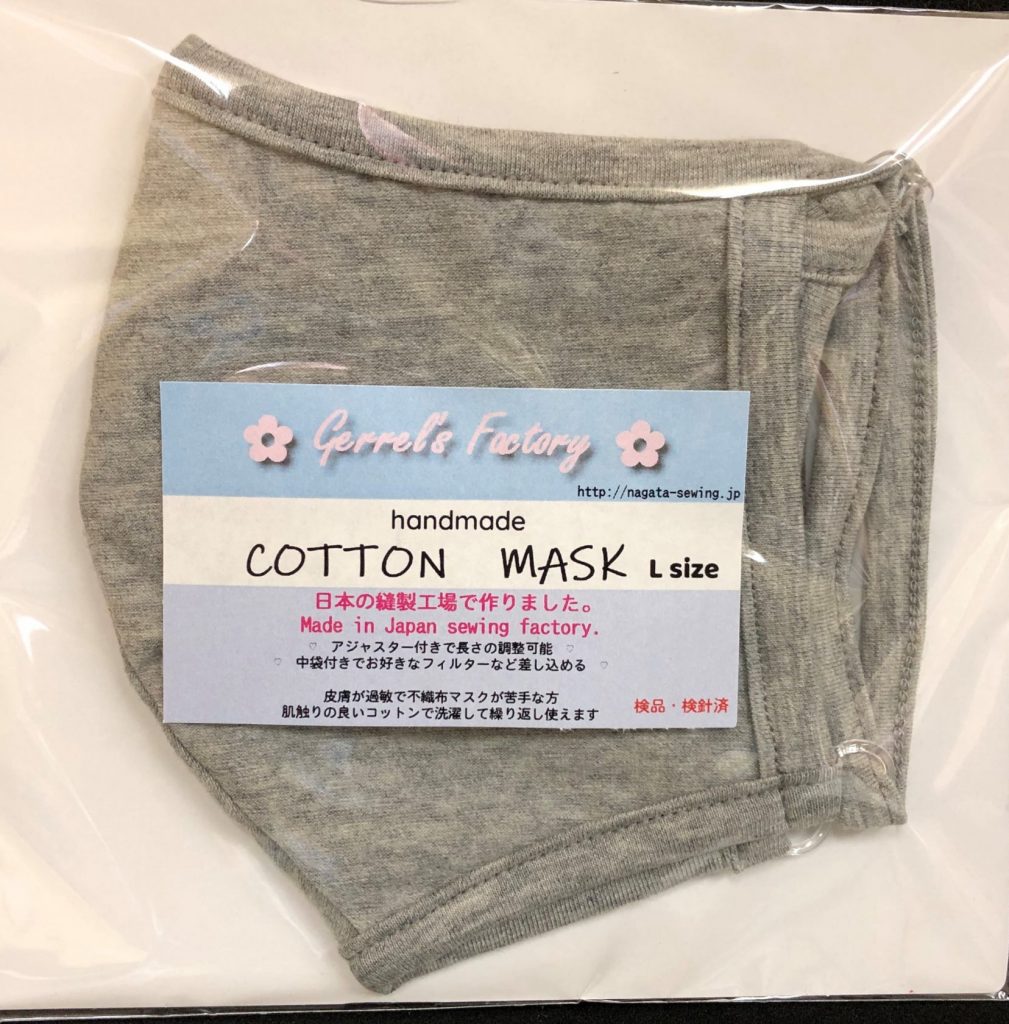 Gerrel's Factory
http://nagata-sewing.jp
handmade
COTTON MASK L size
日本の縫製工場で作りました。
Made in Japan sewing factory.
♡ アジャスター付きで長さの調整可能 ♡
♡ 中袋付きでお好きなフィルターなど差し込める ♡
皮膚が過敏で不織布マスクが苦手な方
肌触りの良いコットンで洗濯して繰り返し使えます
検品・検針済